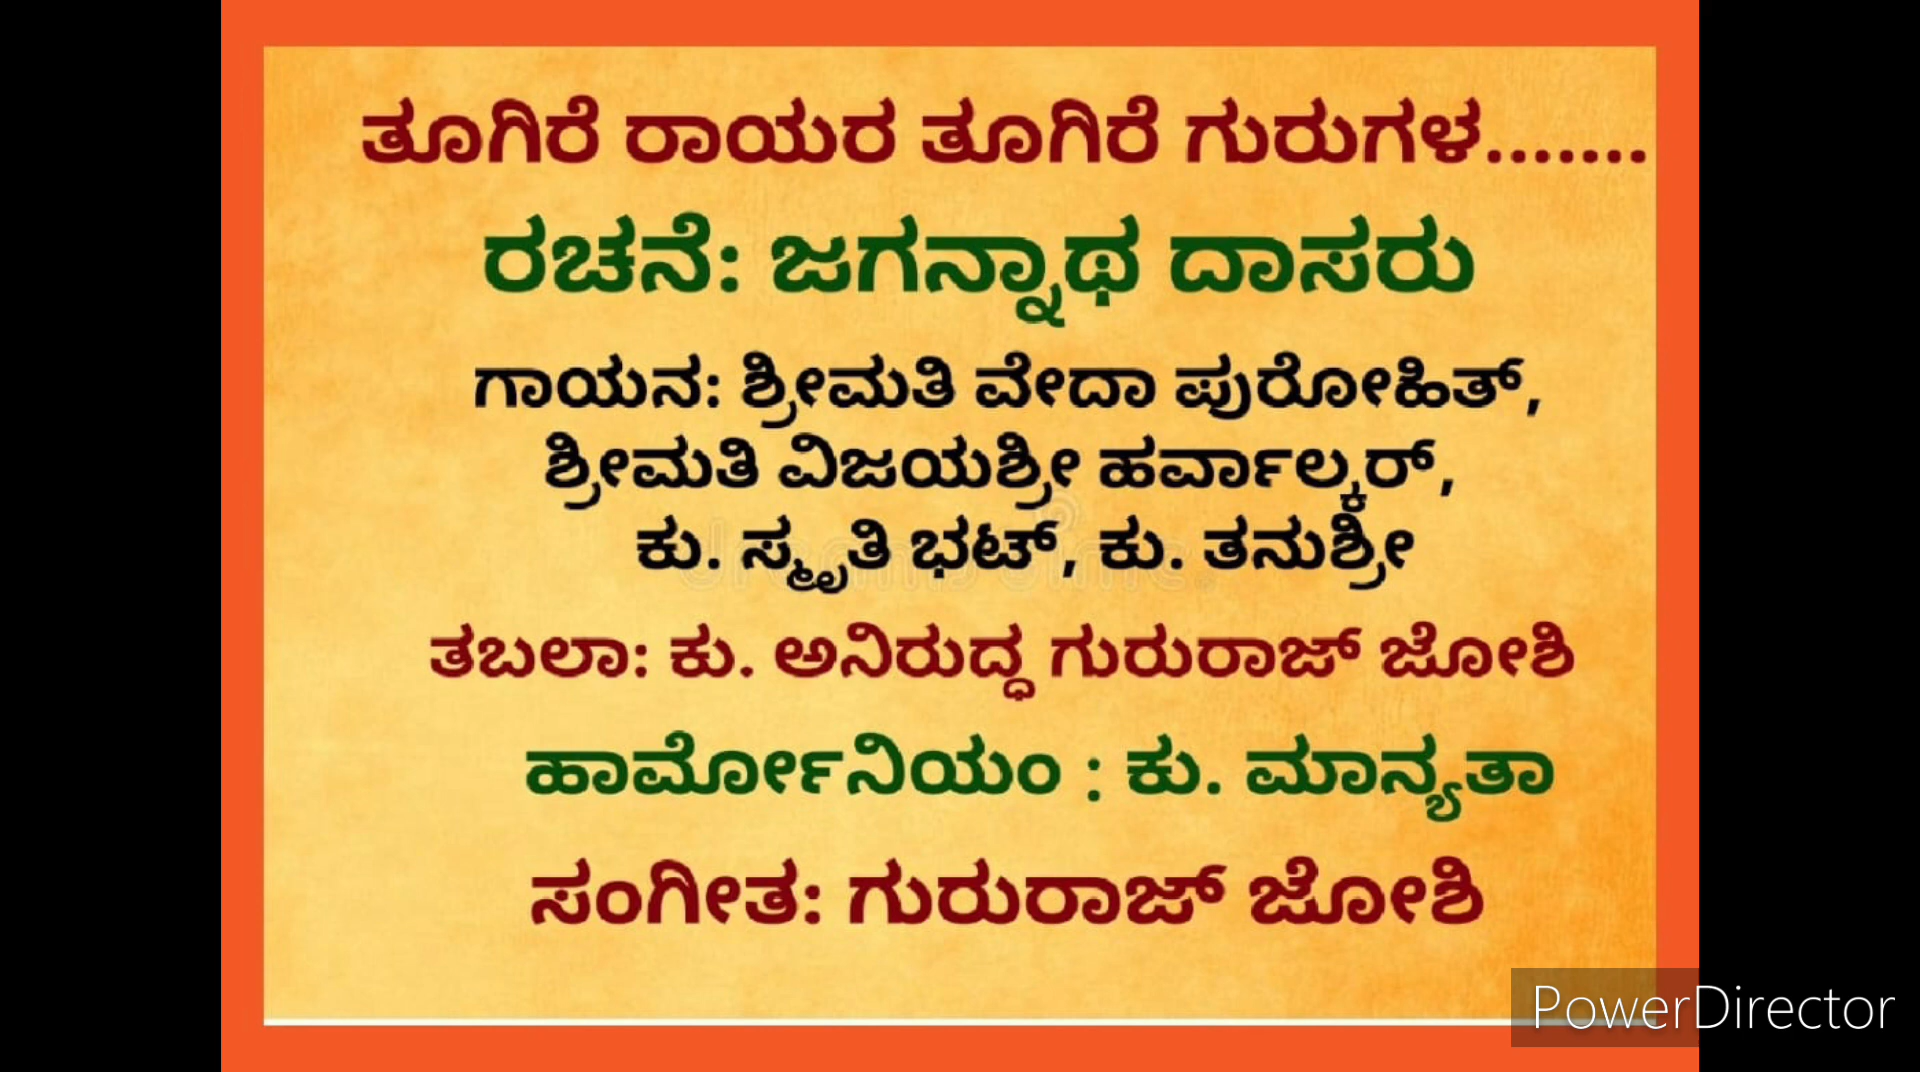 ತೂಗಿರೆ ರಾಯರ ತೂಗಿರೆ ಗುರುಗಳ.......
ರಚನೆ: ಜಗನ್ನಾಥ ದಾಸರು
ಗಾಯನ: ಶ್ರೀಮತಿ ವೇದಾ ಪುರೋಹಿತ್,
ಶ್ರೀಮತಿ ವಿಜಯಶ್ರೀ ಹರ್ವಾಲ್ಕರ್,
ಕು. ಸ್ಮೃತಿ ಭಟ್, ಕು. ತನುಶ್ರೀ
ತಬಲಾ: ಕು. ಅನಿರುದ್ಧ ಗುರುರಾಜ್ ಜೋಶಿ
ಹಾರ್ಮೋನಿಯಂ : ಕು. ಮಾನ್ಯತಾ
ಸಂಗೀತ: ಗುರುರಾಜ್ ಜೋಶಿ
PowerDirector